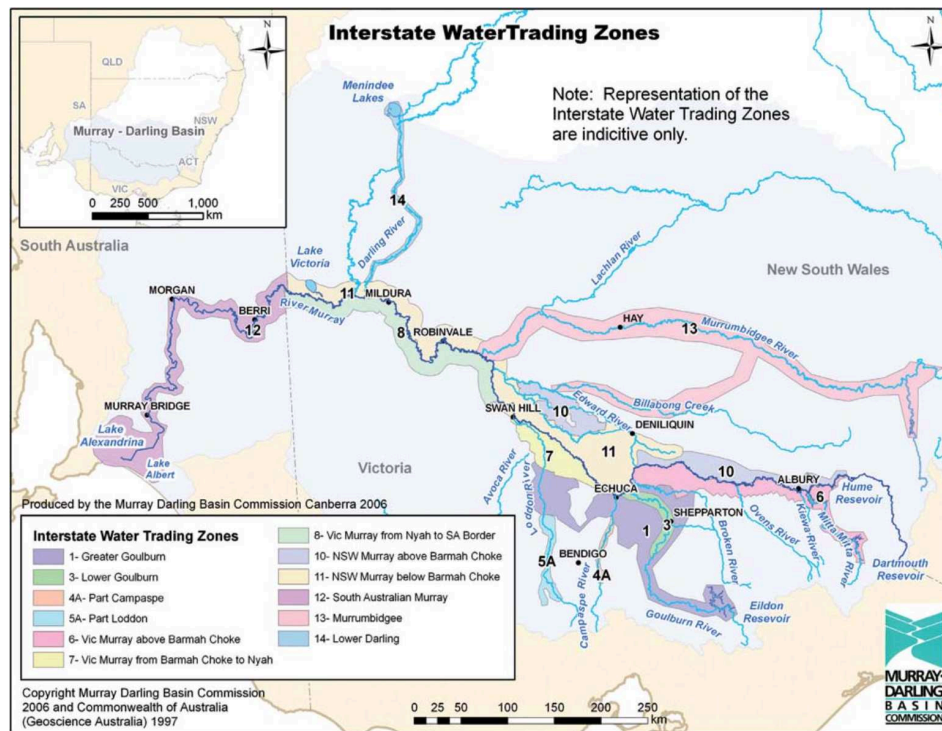 Interstate WaterTrading Zones
N
N
QLD
SA
NSW
Murray - Darling Basin
ACT
VIC
0 250 500 1,000
km
Note: Representation of the
Interstate Water Trading Zones
are indicitive only.
Menindee
Lakes
14
Darling River
South Australia
Lake
Victoria
Lachlan River
New South Wales
MORGAN
BERRI
12
River Murray
11
MILDURA
8
ROBINVALE
HAY
13
Murrumbidgee River
MURRAY BRIDGE
Lake
Alexandrina
Lake
Albert
SWAN HILL
10
Edward River
Billabong Creek
DENILIQUIN
Victoria
Avoca River
7
11
10
ALBURY
6
Hume
Resevoir
ECHUCA
Loddon River
SHEPPARTON
3
1
Broken River
Ovens River
Kiewa River
Mitta Mitta River
Dartmouth
Resevoir
5A
BENDIGO
4A
Campaspe River
Goulburn River
Eildon
Resevoir
Produced by the Murray Darling Basin Commission Canberra 2006
Interstate Water Trading Zones
1- Greater Goulburn
3- Lower Goulburn
4A- Part Campaspe
5A- Part Loddon
6- Vic Murray above Barmah Choke
7- Vic Murray from Barmah Choke to Nyah
8- Vic Murray from Nyah to SA Border
10- NSW Murray above Barmah Choke
11- NSW Murray below Barmah Choke
12- South Australian Murray
13- Murrumbidgee
14- Lower Darling
Copyright Murray Darling Basin Commission
2006 and Commonwealth of Australia
(Geoscience Australia) 1997
0 25 50 100 150 200 250
km
MURRAY-
DARLING
BASIN
COMMISSION